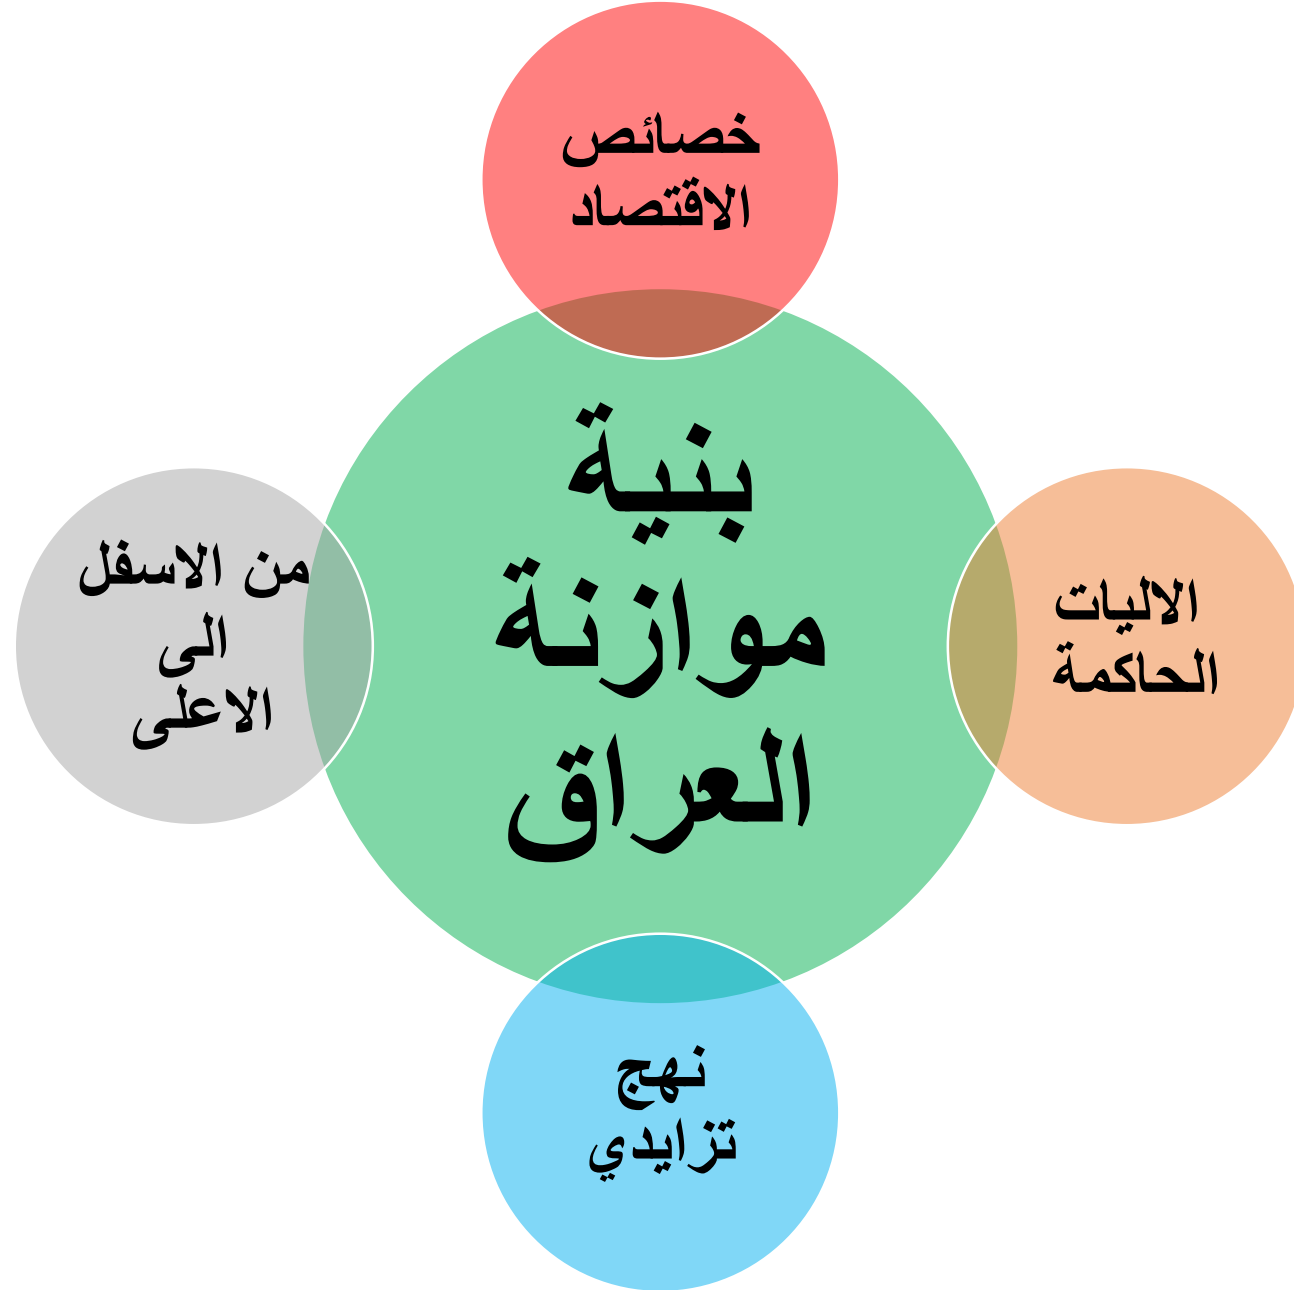 خصائص
الاقتصاد
بنية
موازنة
العراق
الاليات
الحاكمة
من الاسفل
الى
الاعلى
نهج
تزايدي